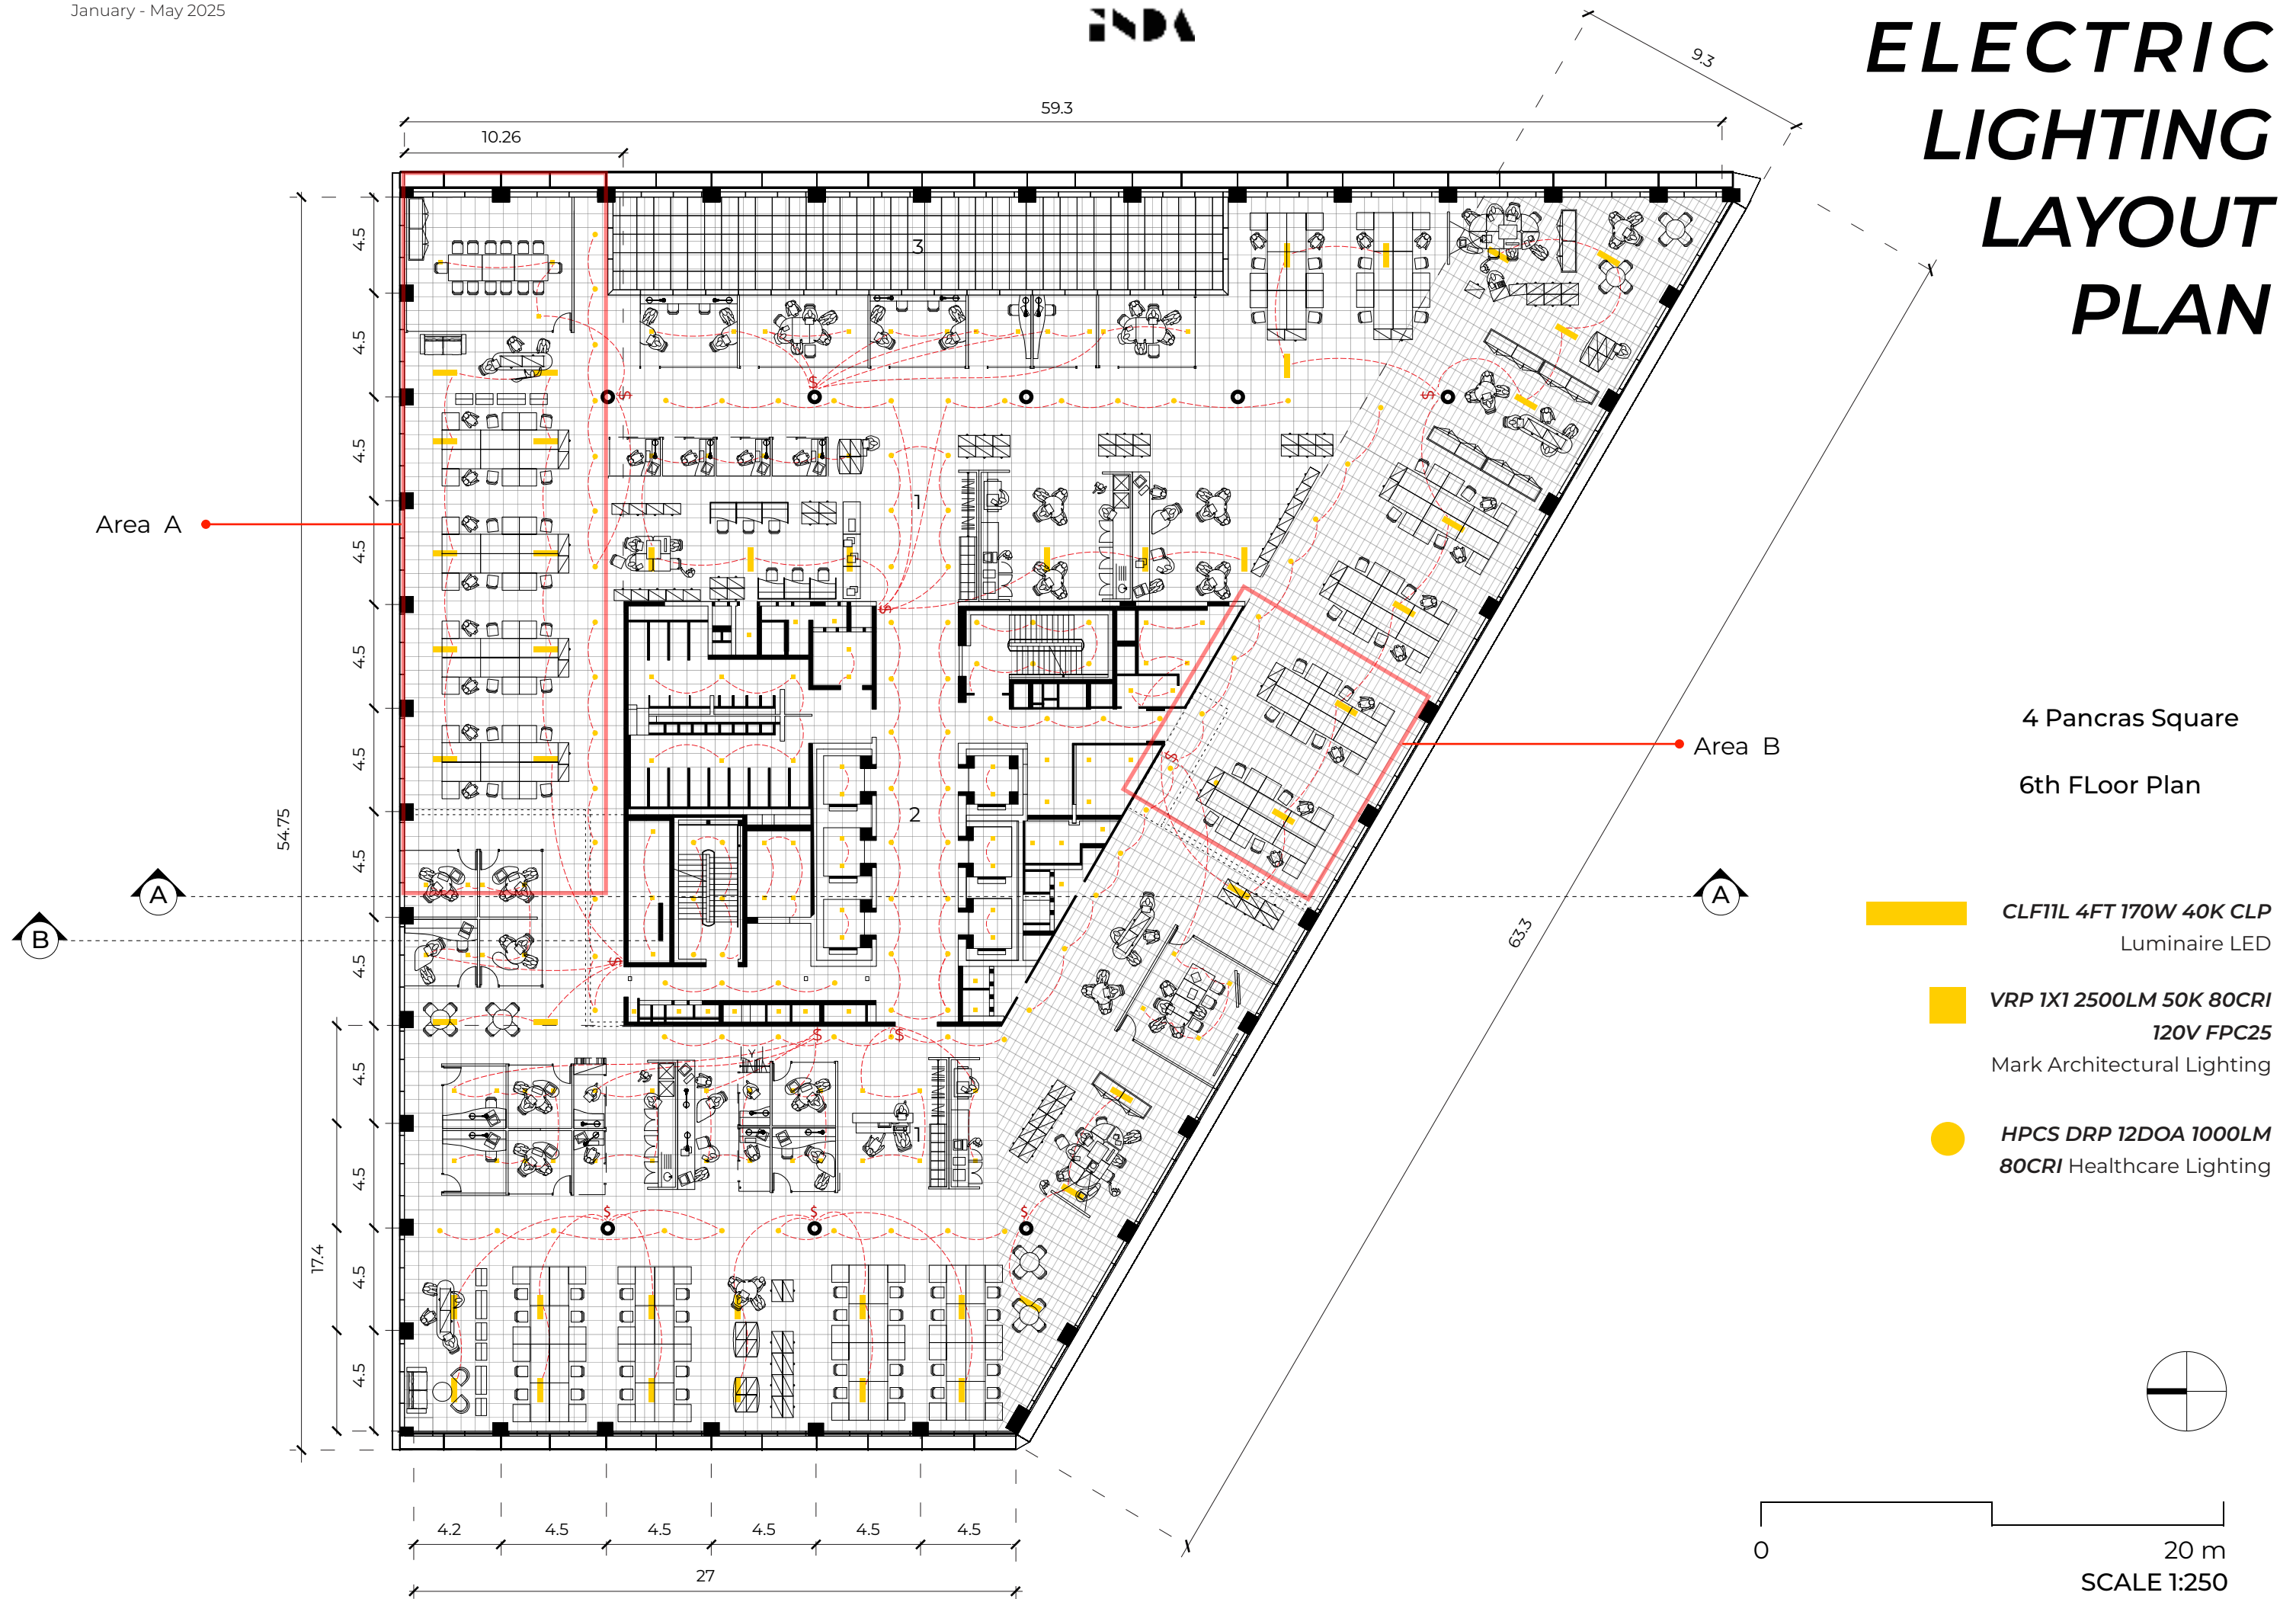 January - May 2025
INDA
ELECTRIC
LIGHTING
LAYOUT
PLAN
9.3
59.3
10.26
4.5
3
4.5
$
$
$
4.5
1
Area A
4.5
$
4.5
4 Pancras Square
Area B
$
4.5
6th FLoor Plan
2
54.75
4.5
A
A
CLF11L 4FT 170W 40K CLP
Luminaire LED
B
63.3
$
4.5
VRP 1X1 2500LM 50K 80CRI
120V FPC25
Mark Architectural Lighting
$
$
4.5
Y
1
HPCS DRP 12DOA 1000LM
80CRI Healthcare Lighting
4.5
$
$
$
17.4
4.5
4.5
4.2
4.5
4.5
4.5
4.5
4.5
27
0
20 m
SCALE 1:250